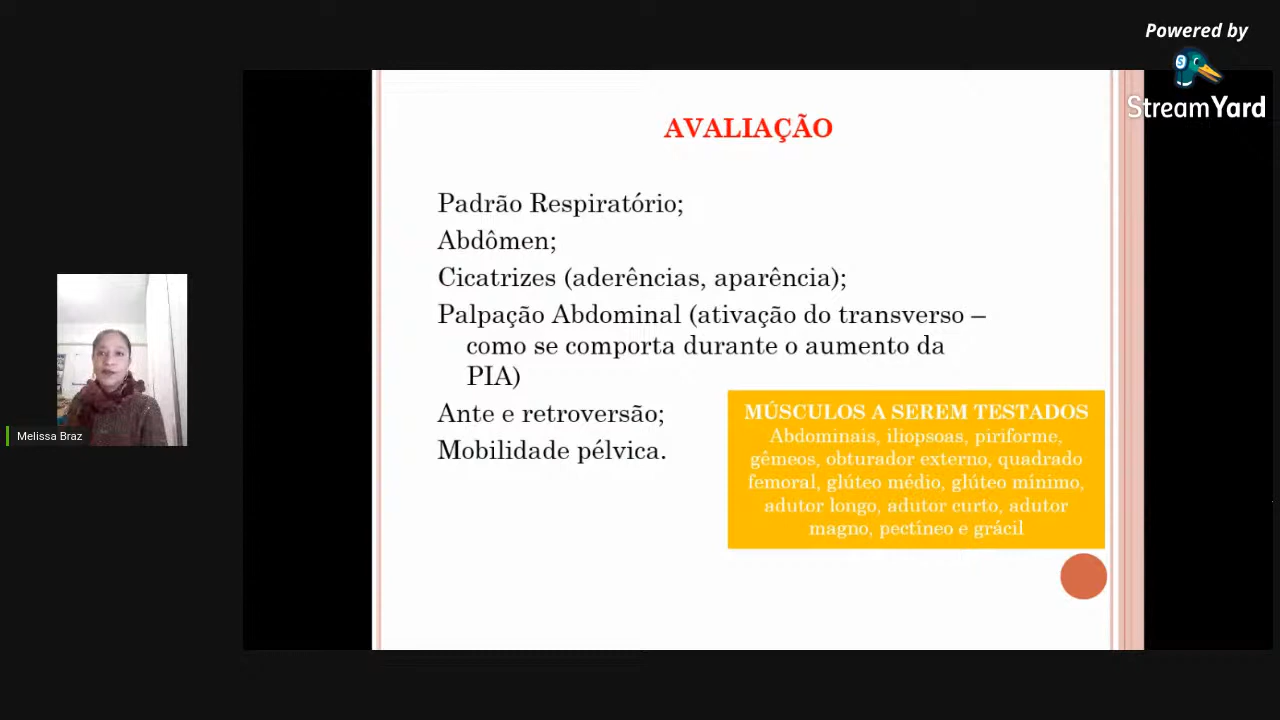 Powered by
StreamYard
AVALIAÇÃO
Padrão Respiratório;
Abdômen;
Cicatrizes (aderências, aparência);
Palpação Abdominal (ativação do transverso –
como se comporta durante o aumento da
PIA)
Ante e retroversão;
Mobilidade pélvica.
MÚSCULOS A SEREM TESTADOS
Abdominais, iliopsoas, piriforme,
gêmeos, obturador externo, quadrado
femoral, glúteo médio, glúteo mínimo,
adutor longo, adutor curto, adutor
magno, pectíneo e grácil
Melissa Braz